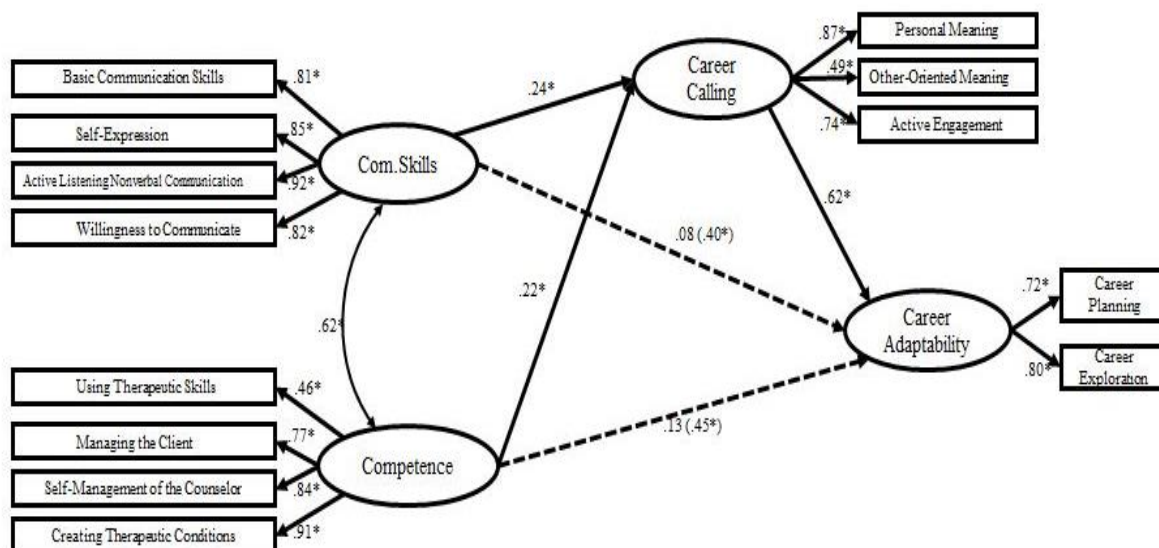 Basic Communication Skills
Self-Expression
Active Listening Nonverbal Communication
Willingness to Communicate
.81*
.85*
.92*
.82*
Com.Skills
.24*
Career
Calling
.87*
.49*
.74*
Personal Meaning
Other-Oriented Meaning
Active Engagement
.62*
.08 (.40*)
.22*
.62*
Career
Adaptability
.72*
.80*
Career
Planning
Career
Exploration
.13 (.45*)
Using Therapeutic Skills
Managing the Client
Self-Management of the Counselor
Creating Therapeutic Conditions
.46*
.77*
.84*
.91*
Competence